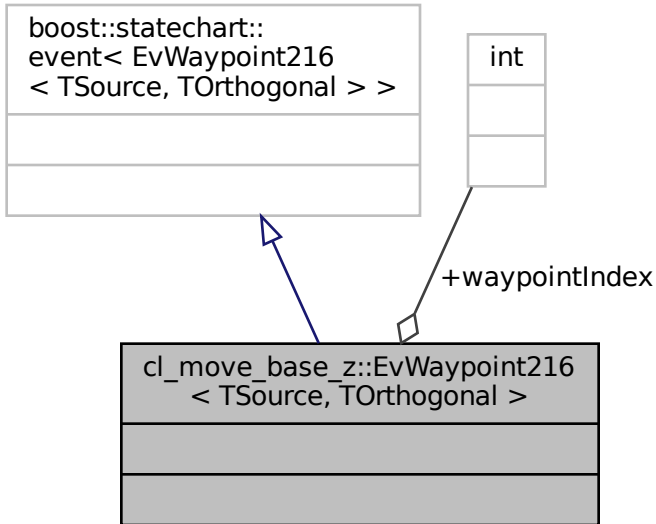 boost::statechart::
event< EvWaypoint216
< TSource, TOrthogonal > >
int
+waypointIndex
cl_move_base_z::EvWaypoint216
< TSource, TOrthogonal >